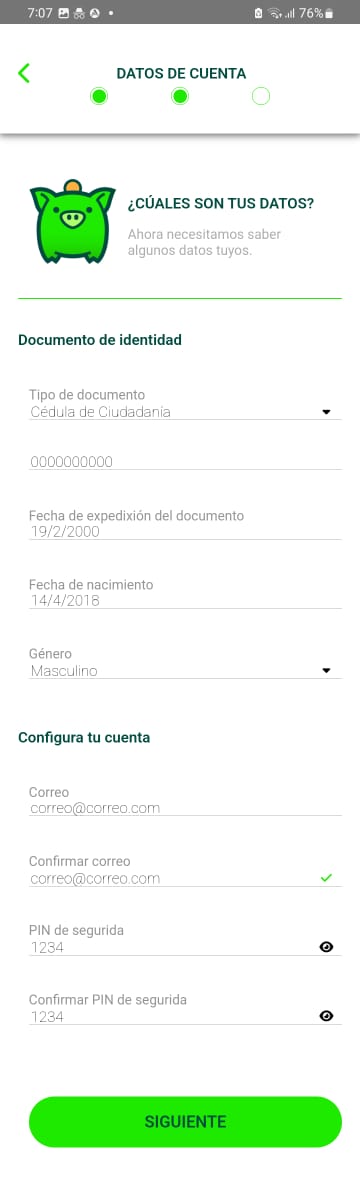 7:07
76%
DATOS DE CUENTA
¿CÚALES SON TUS DATOS?
Ahora necesitamos saber
algunos datos tuyos.
Documento de identidad
Tipo de documento
Cédula de Ciudadanía
0000000000
Fecha de expedixión del documento
19/2/2000
Fecha de nacimiento
14/4/2018
Género
Masculino
Configura tu cuenta
Correo
correo@correo.com
Confirmar correo
correo@correo.com
PIN de segurida
1234
Confirmar PIN de segurida
1234
SIGUIENTE